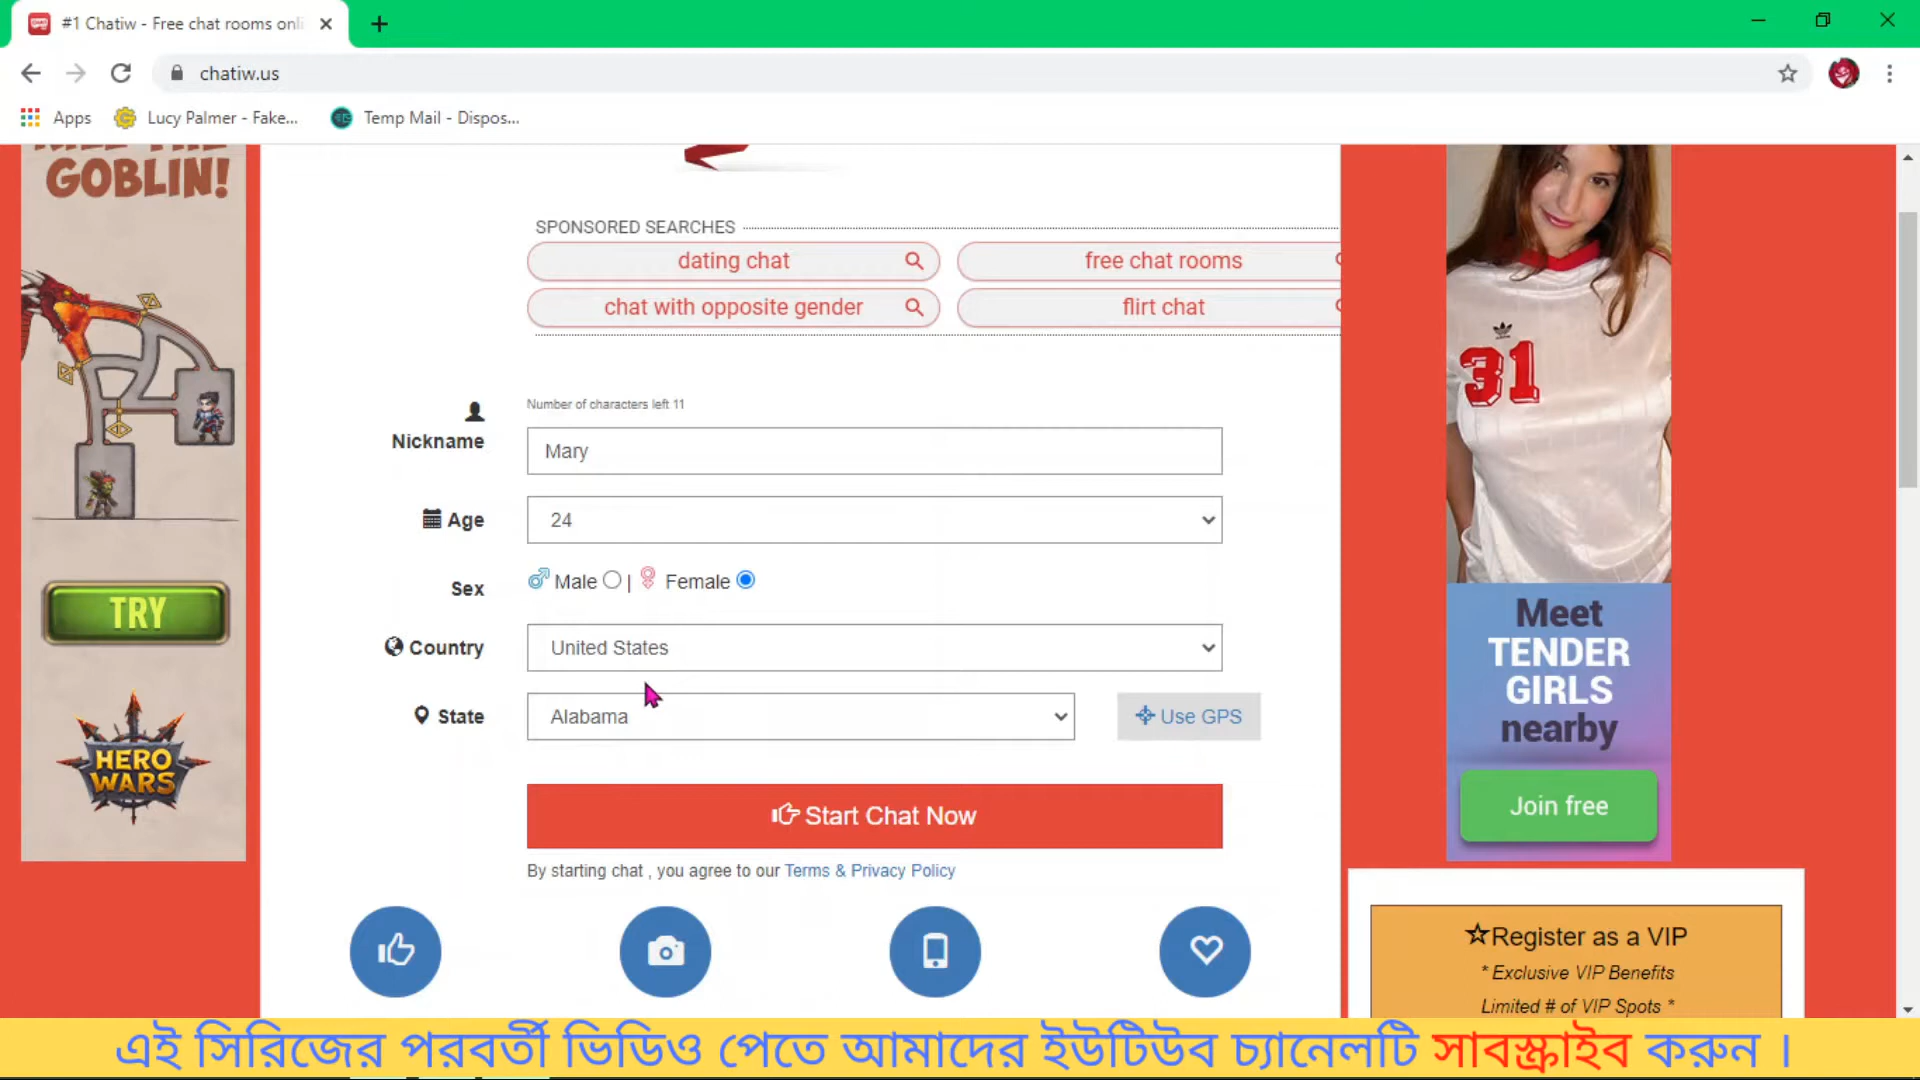 #1 Chatiw - Free chat rooms onl
chatiw.us
Apps
Lucy Palmer - Fake...
Temp Mail - Dispos...
GOBLIN!
TRY
HERO
WARS
SPONSORED SEARCHES
dating chat
free chat rooms
chat with opposite gender
flirt chat
Number of characters left 11
Nickname
Mary
Age
24
Sex
Male | Female
Country
United States
State
Alabama
Use GPS
Start Chat Now
By starting chat , you agree to our Terms & Privacy Policy
31
Meet
TENDER
GIRLS
nearby
Join free
Register as a VIP
* Exclusive VIP Benefits
Limited # of VIP Spots *
এই সিরিজের পরবর্তী ভিডিও পেতে আমাদের ইউটিউব চ্যানেলটি সাবস্ক্রাইব করুন ।